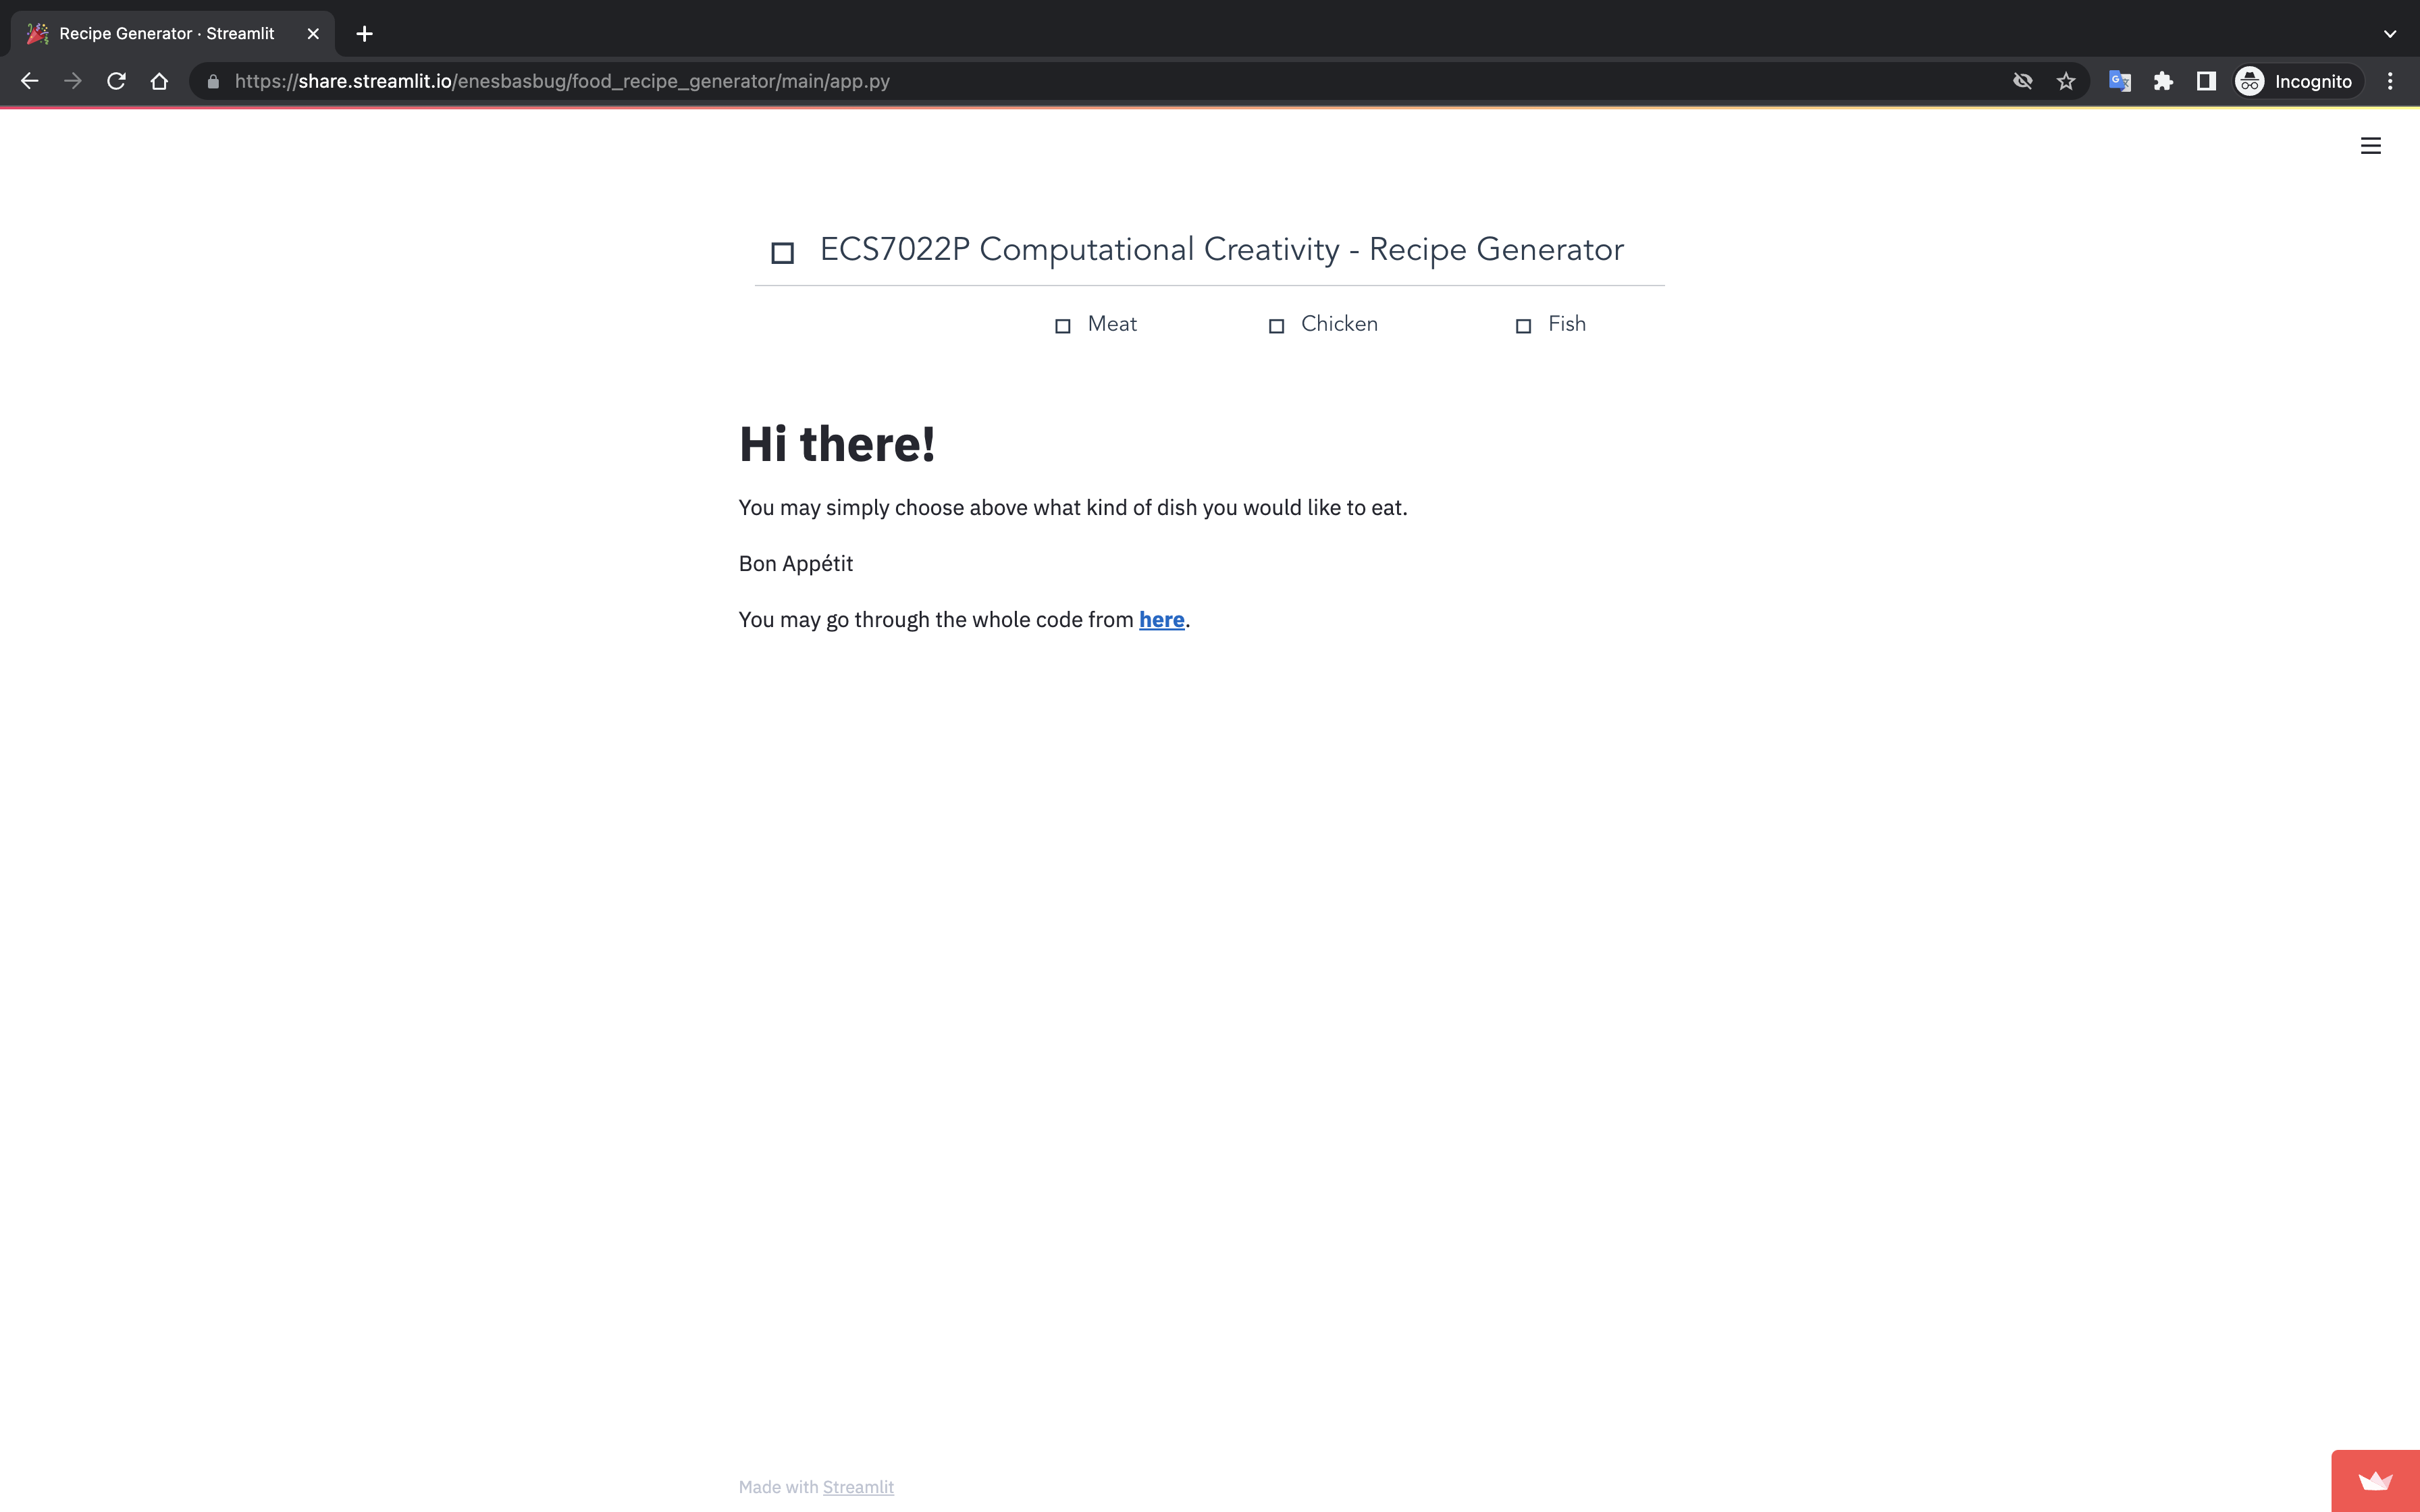 Recipe Generator · Streamlit
https://share.streamlit.io/enesbasbug/food_recipe_generator/main/app.py
Incognito
ECS7022P Computational Creativity - Recipe Generator
Meat Chicken Fish
Hi there!
You may simply choose above what kind of dish you would like to eat.
Bon Appétit
You may go through the whole code from here.
Made with Streamlit